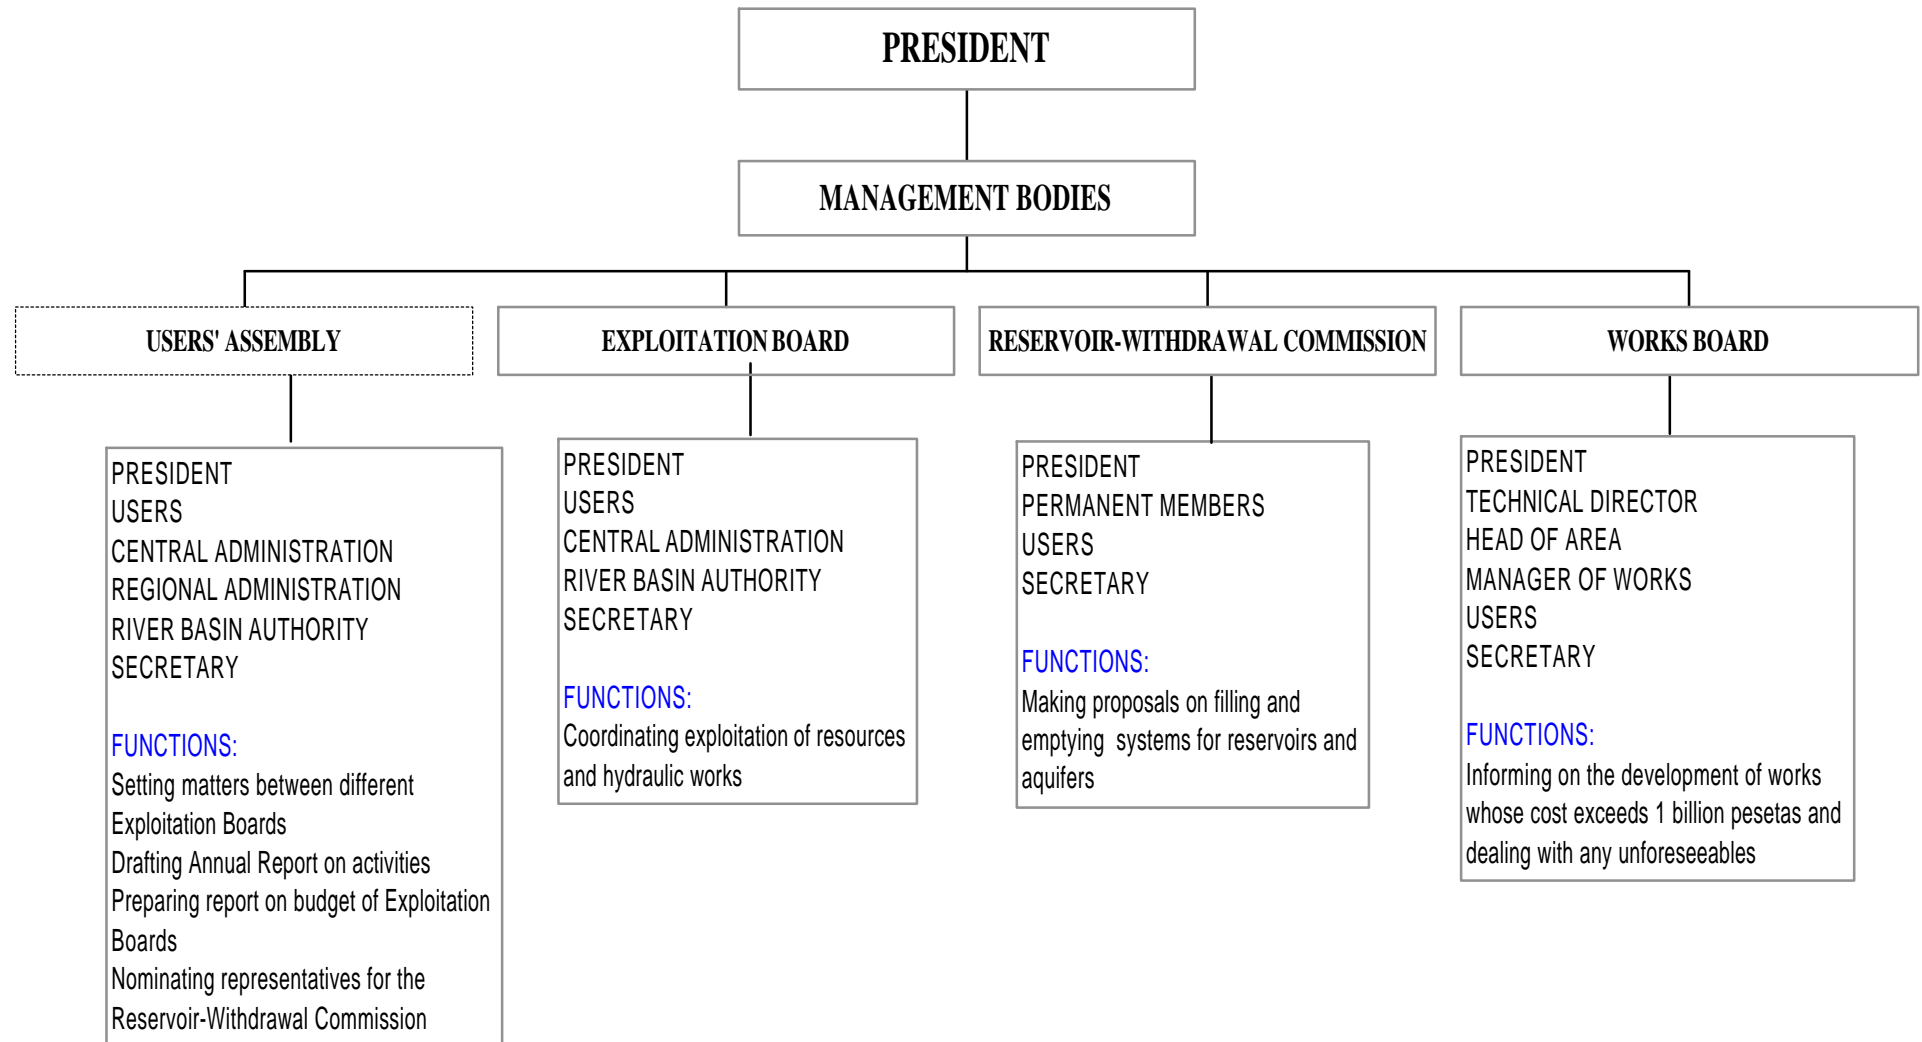 PRESIDENT
MANAGEMENT BODIES
USERS' ASSEMBLY
EXPLOITATION BOARD
RESERVOIR-WITHDRAWAL COMMISSION
WORKS BOARD
PRESIDENT
USERS
CENTRAL ADMINISTRATION
REGIONAL ADMINISTRATION
RIVER BASIN AUTHORITY
SECRETARY
FUNCTIONS:
Setting matters between different
Exploitation Boards
Drafting Annual Report on activities
Preparing report on budget of Exploitation
Boards
Nominating representatives for the
Reservoir-Withdrawal Commission
PRESIDENT
USERS
CENTRAL ADMINISTRATION
RIVER BASIN AUTHORITY
SECRETARY
FUNCTIONS:
Coordinating exploitation of resources
and hydraulic works
PRESIDENT
PERMANENT MEMBERS
USERS
SECRETARY
FUNCTIONS:
Making proposals on filling and
emptying systems for reservoirs and
aquifers
PRESIDENT
TECHNICAL DIRECTOR
HEAD OF AREA
MANAGER OF WORKS
USERS
SECRETARY
FUNCTIONS:
Informing on the development of works
whose cost exceeds 1 billion pesetas and
dealing with any unforeseeables